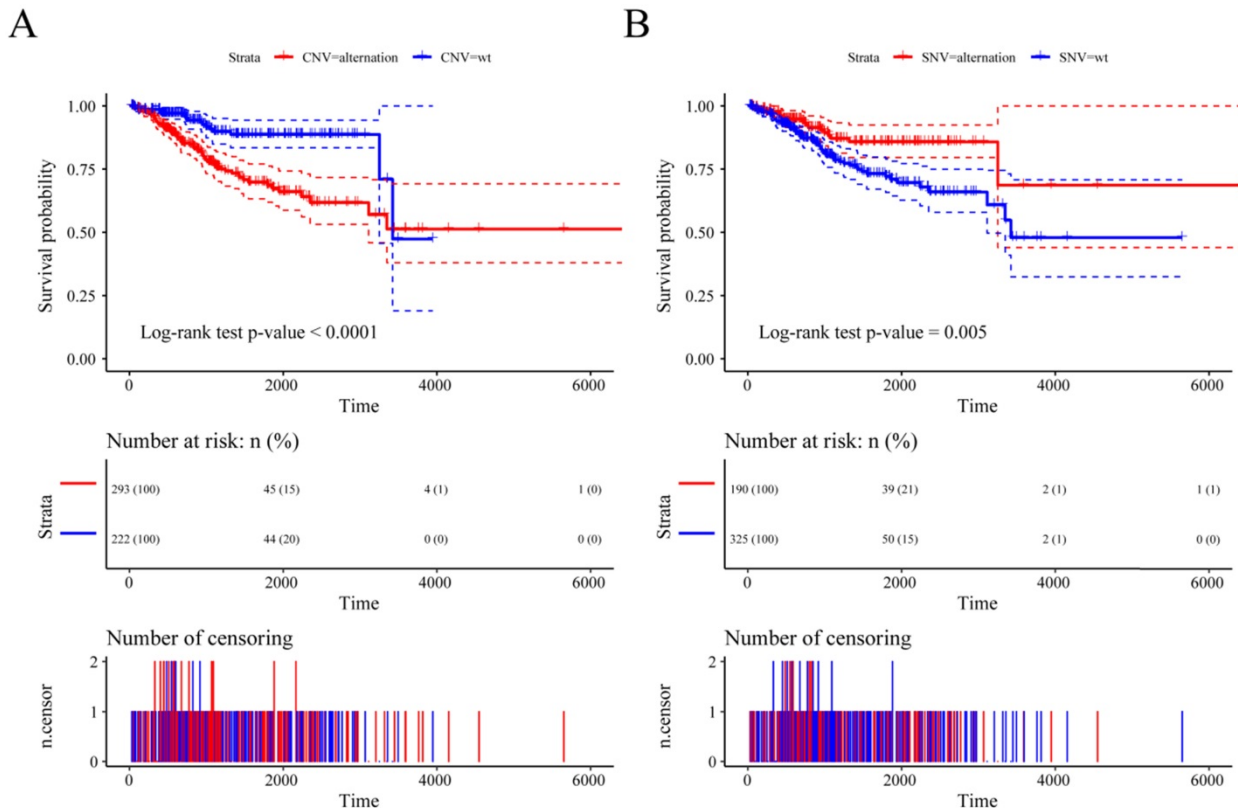 A
Strata CNV=alternation CNV=wt
1.00
0.75
0.50
0.25
0.00
Survival probability
Log-rank test p-value < 0.0001
0 2000 4000 6000
Time
Number at risk: n (%)
Strata
293 (100) 45 (15) 4 (1) 1 (0)
222 (100) 44 (20) 0 (0) 0 (0)
0 2000 4000 6000
Time
Number of censoring
n.censor
2
1
0
0 2000 4000 6000
Time
B
Strata SNV=alternation SNV=wt
1.00
0.75
0.50
0.25
0.00
Survival probability
Log-rank test p-value = 0.005
0 2000 4000 6000
Time
Number at risk: n (%)
Strata
190 (100) 39 (21) 2 (1) 1 (1)
325 (100) 50 (15) 2 (1) 0 (0)
0 2000 4000 6000
Time
Number of censoring
n.censor
2
1
0
0 2000 4000 6000
Time